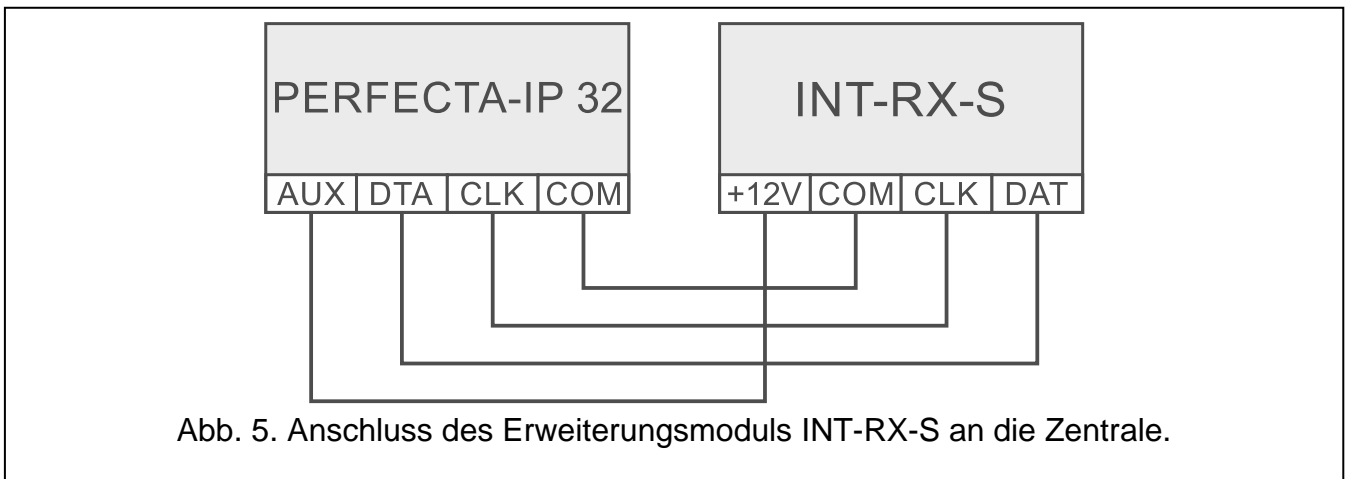 PERFECTA-IP 32
INT-RX-S
AUX DTA CLK COM
+12V COM CLK DAT
Abb. 5. Anschluss des Erweiterungsmoduls INT-RX-S an die Zentrale.